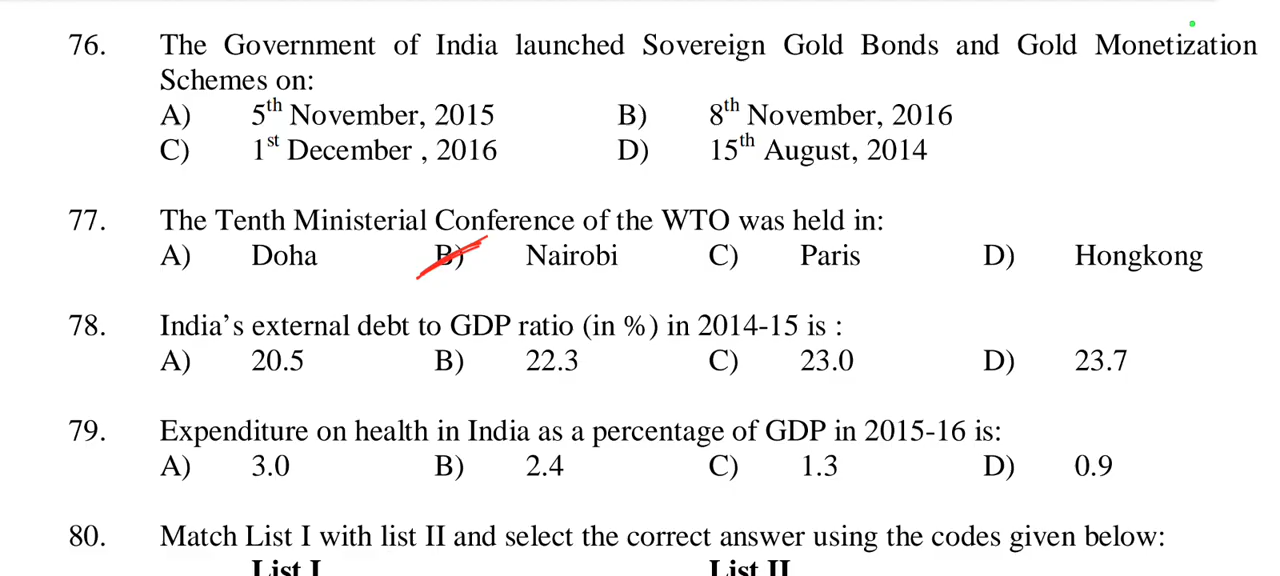 76. The Government of India launched Sovereign Gold Bonds and Gold Monetization
Schemes on:
A) 5th November, 2015 B) 8th November, 2016
C) 1st December , 2016 D) 15th August, 2014
77. The Tenth Ministerial Conference of the WTO was held in:
A) Doha B) Nairobi C) Paris D) Hongkong
78. India's external debt to GDP ratio (in %) in 2014-15 is :
A) 20.5 B) 22.3 C) 23.0 D) 23.7
79. Expenditure on health in India as a percentage of GDP in 2015-16 is:
A) 3.0 B) 2.4 C) 1.3 D) 0.9
80. Match List I with list II and select the correct answer using the codes given below:
List I List II